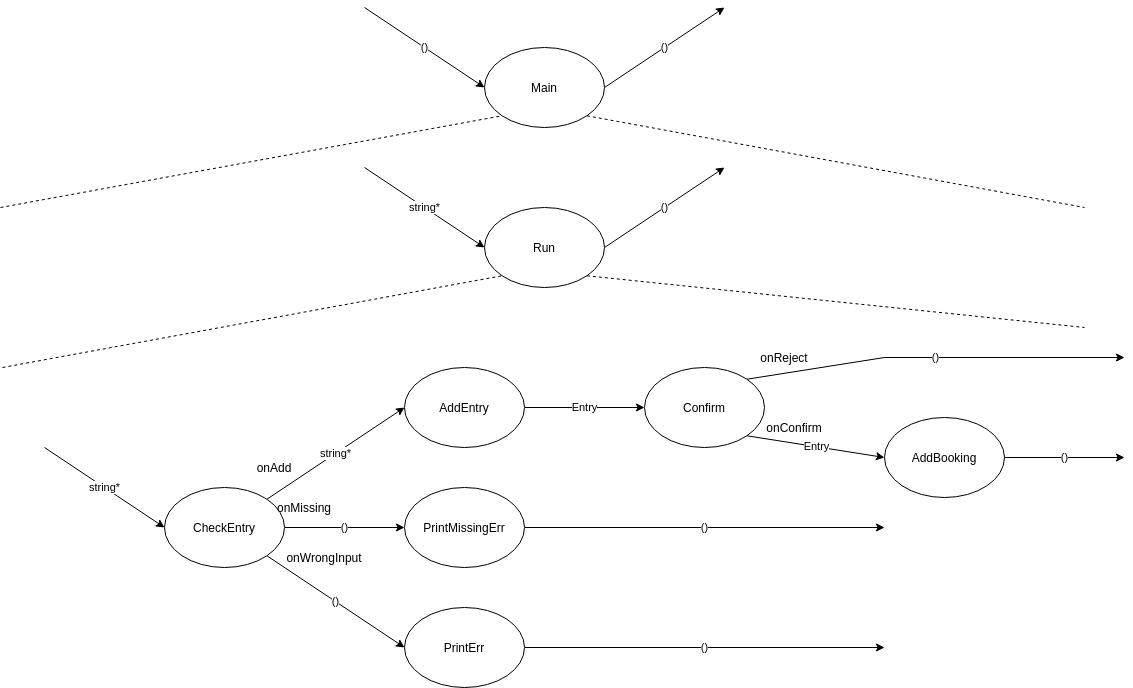 () ()
Main
string* ()
Run
onReject ()
AddEntry Entry Confirm
onConfirm
Entry
string*
AddBooking ()
onAdd
string*
onMissing
CheckEntry () PrintMissingErr ()
onWrongInput
()
PrintErr ()